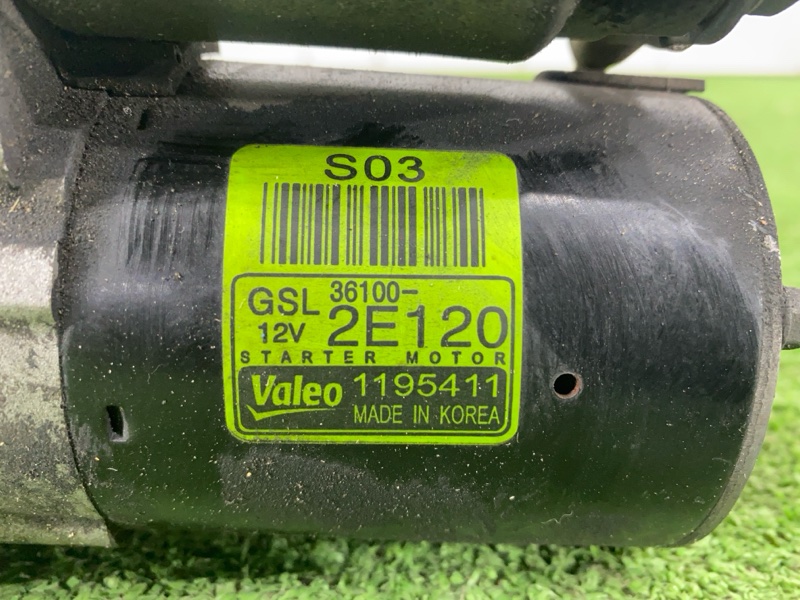 S03
GSL 36100-
12V 2E120
STARTER MOTOR
Valeo 1195411
MADE IN KOREA